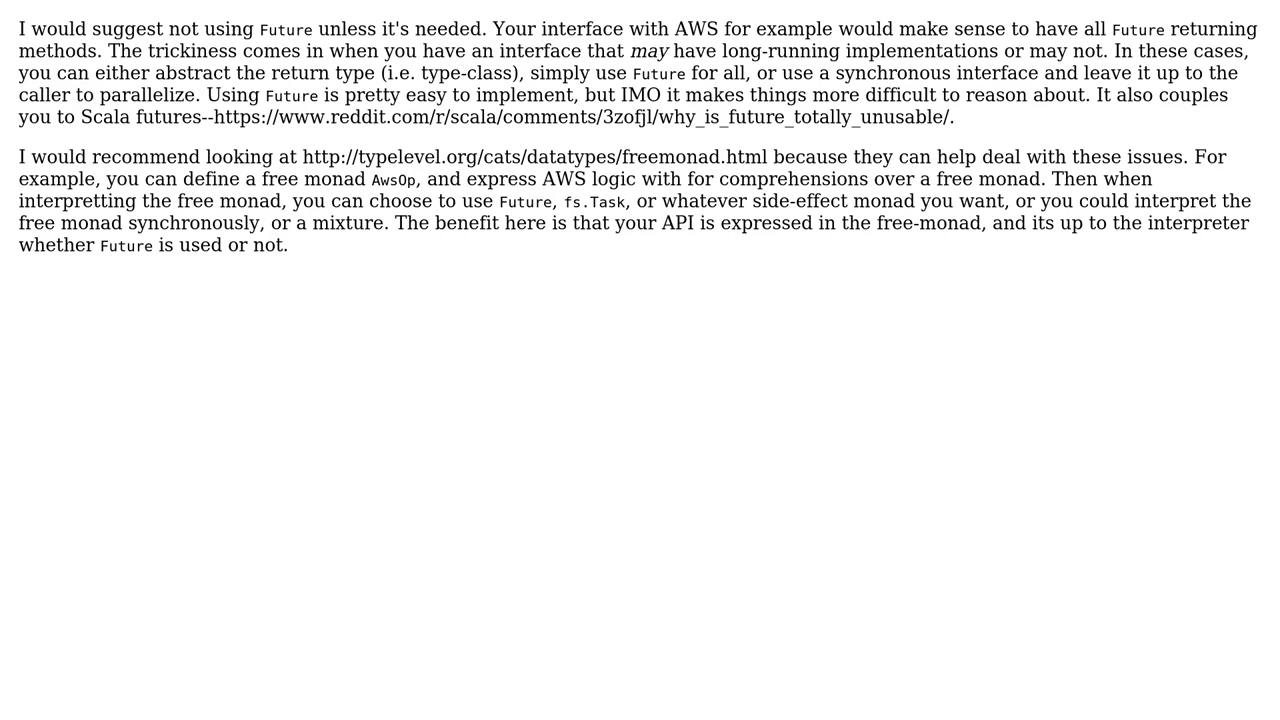 I would suggest not using Future unless it's needed. Your interface with AWS for example would make sense to have all Future returning
methods. The trickiness comes in when you have an interface that may have long-running implementations or may not. In these cases,
you can either abstract the return type (i.e. type-class), simply use Future for all, or use a synchronous interface and leave it up to the
caller to parallelize. Using Future is pretty easy to implement, but IMO it makes things more difficult to reason about. It also couples
you to Scala futures--https://www.reddit.com/r/scala/comments/3zofjl/why_is_future_totally_unusable/.
I would recommend looking at http://typelevel.org/cats/datatypes/freemonad.html because they can help deal with these issues. For
example, you can define a free monad AwsOp, and express AWS logic with for comprehensions over a free monad. Then when
interpretting the free monad, you can choose to use Future, fs.Task, or whatever side-effect monad you want, or you could interpret the
free monad synchronously, or a mixture. The benefit here is that your API is expressed in the free-monad, and its up to the interpreter
whether Future is used or not.